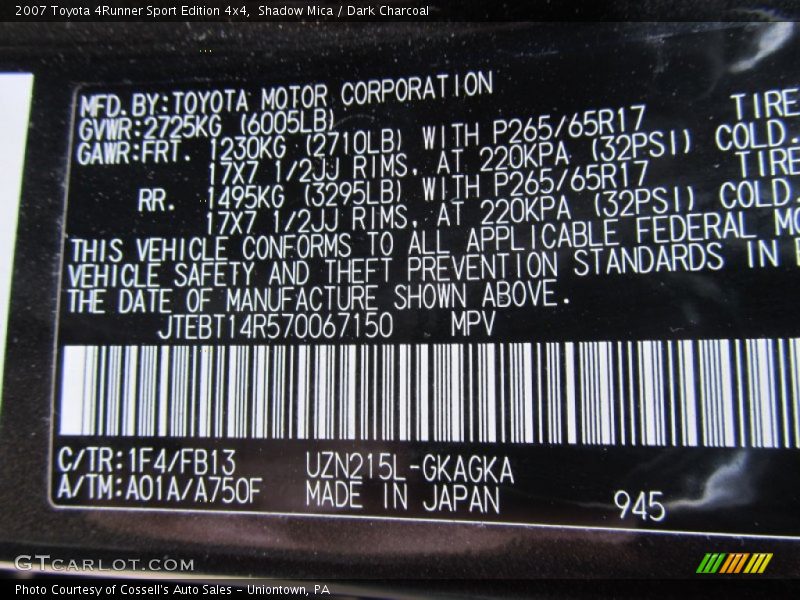 2007 Toyota 4Runner Sport Edition 4x4, Shadow Mica / Dark Charcoal
MFD. BY:TOYOTA MOTOR CORPORATION
GVWR:2725KG (6005LB)
GAWR:FRT. 1230KG (2710LB) WITH P265/65R17 TIRE
17X7 1/2JJ RIMS, AT 220KPA (32PSI) COLD.
RR. 1495KG (3295LB) WITH P265/65R17 TIRE
17X7 1/2JJ RIMS, AT 220KPA (32PSI) COLD.
THIS VEHICLE CONFORMS TO ALL APPLICABLE FEDERAL MO
VEHICLE SAFETY AND THEFT PREVENTION STANDARDS IN
THE DATE OF MANUFACTURE SHOWN ABOVE.
JTEBT14R570067150 MPV
C/TR:1F4/FB13 UZN215L-GKAGKA
A/TM:A01A/A750F MADE IN JAPAN 945
GTCARLOT.COM
Photo Courtesy of Cossell's Auto Sales - Uniontown, PA